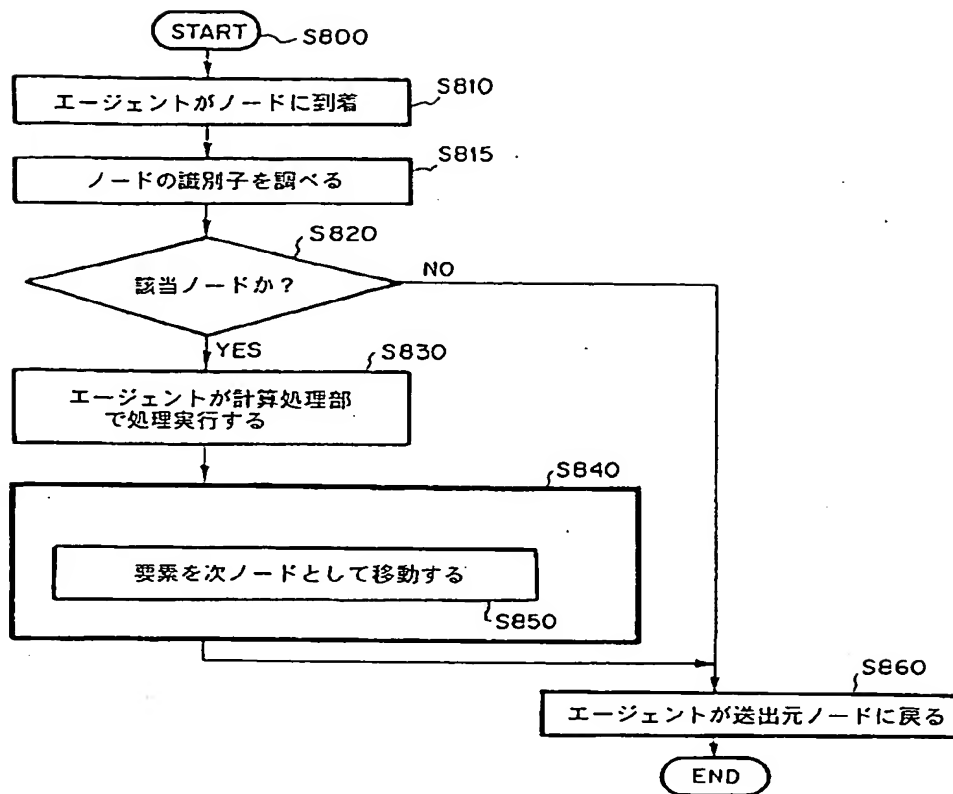 START
S800
S810
エージェントがノードに到着
S815
ノードの識別子を調べる
S820
該当ノードか?
NO
YES
S830
エージェントが計算処理部
で処理実行する
S840
要素を次ノードとして移動する
S850
S860
エージェントが送出元ノードに戻る
END